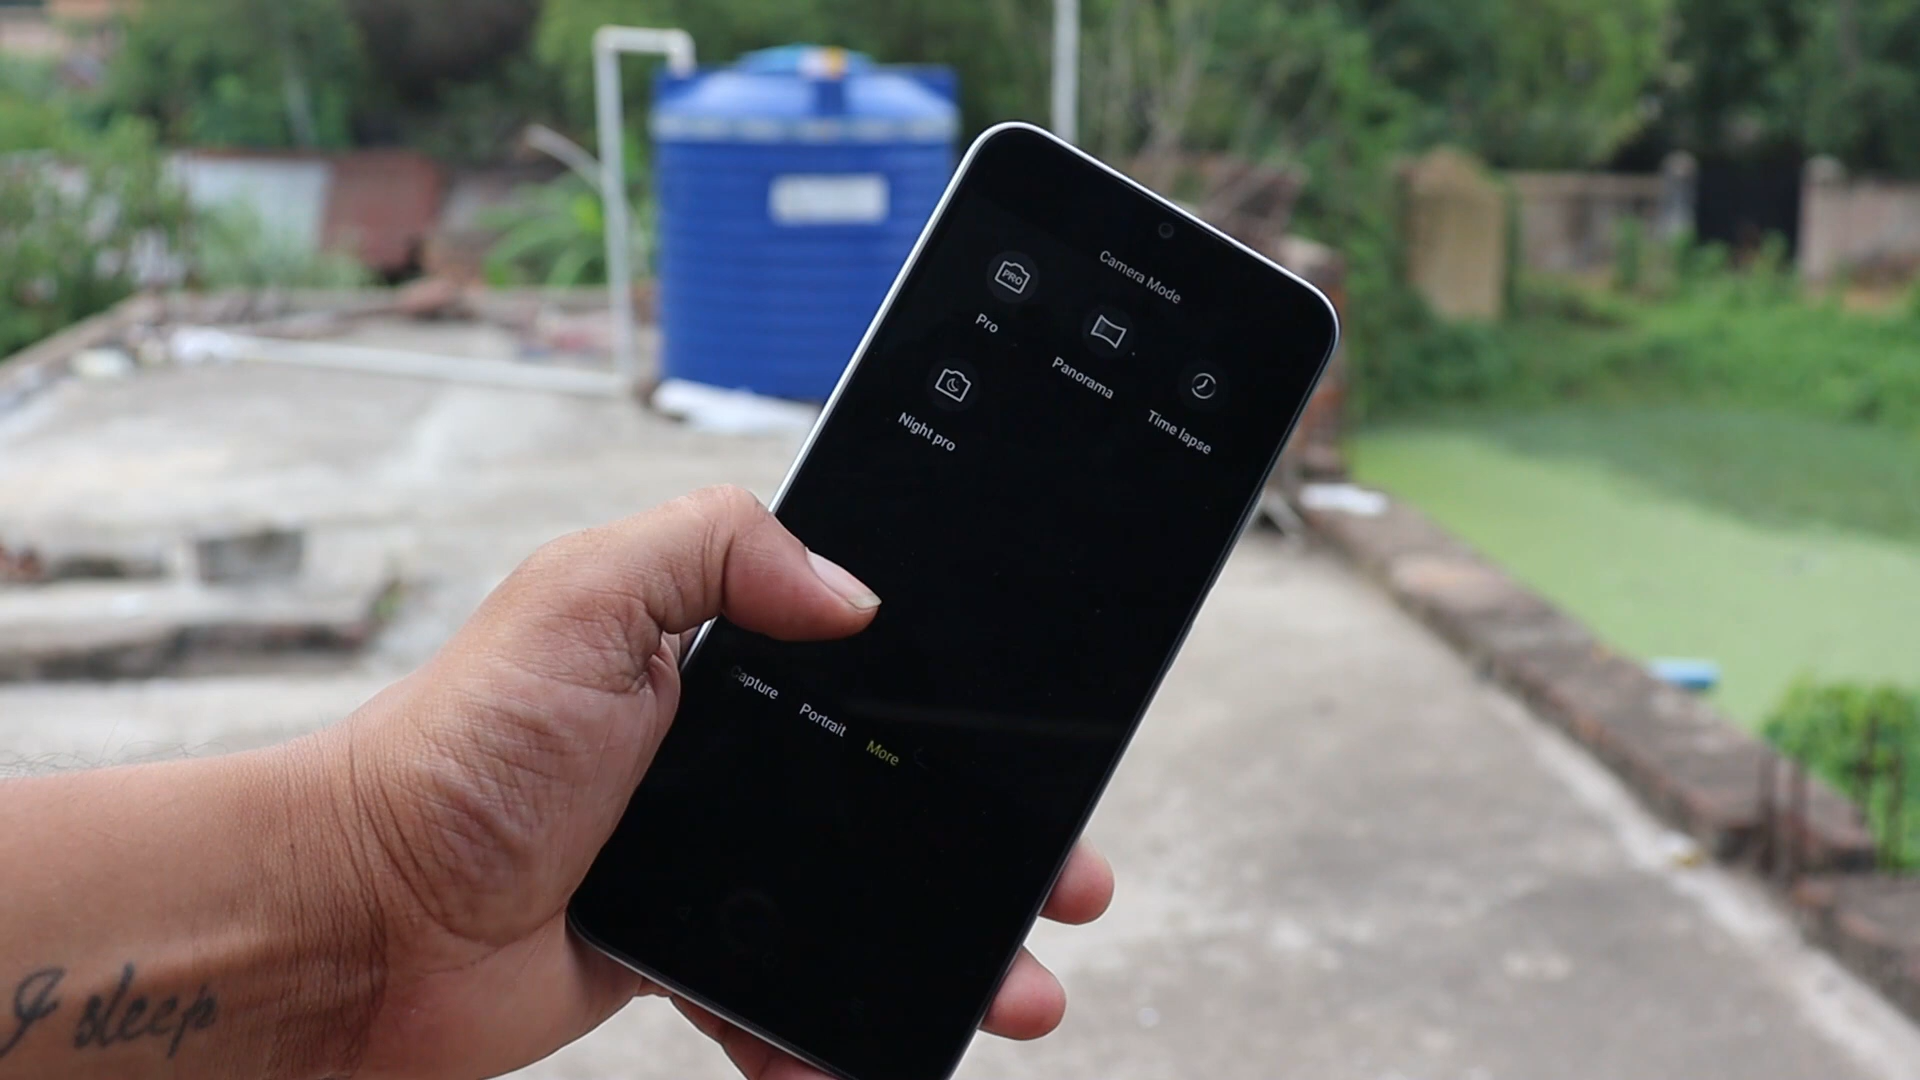 Camera Mode
PRO
Pro
Panorama
Time lapse
Night pro
Capture
Portrait
More
I sleep